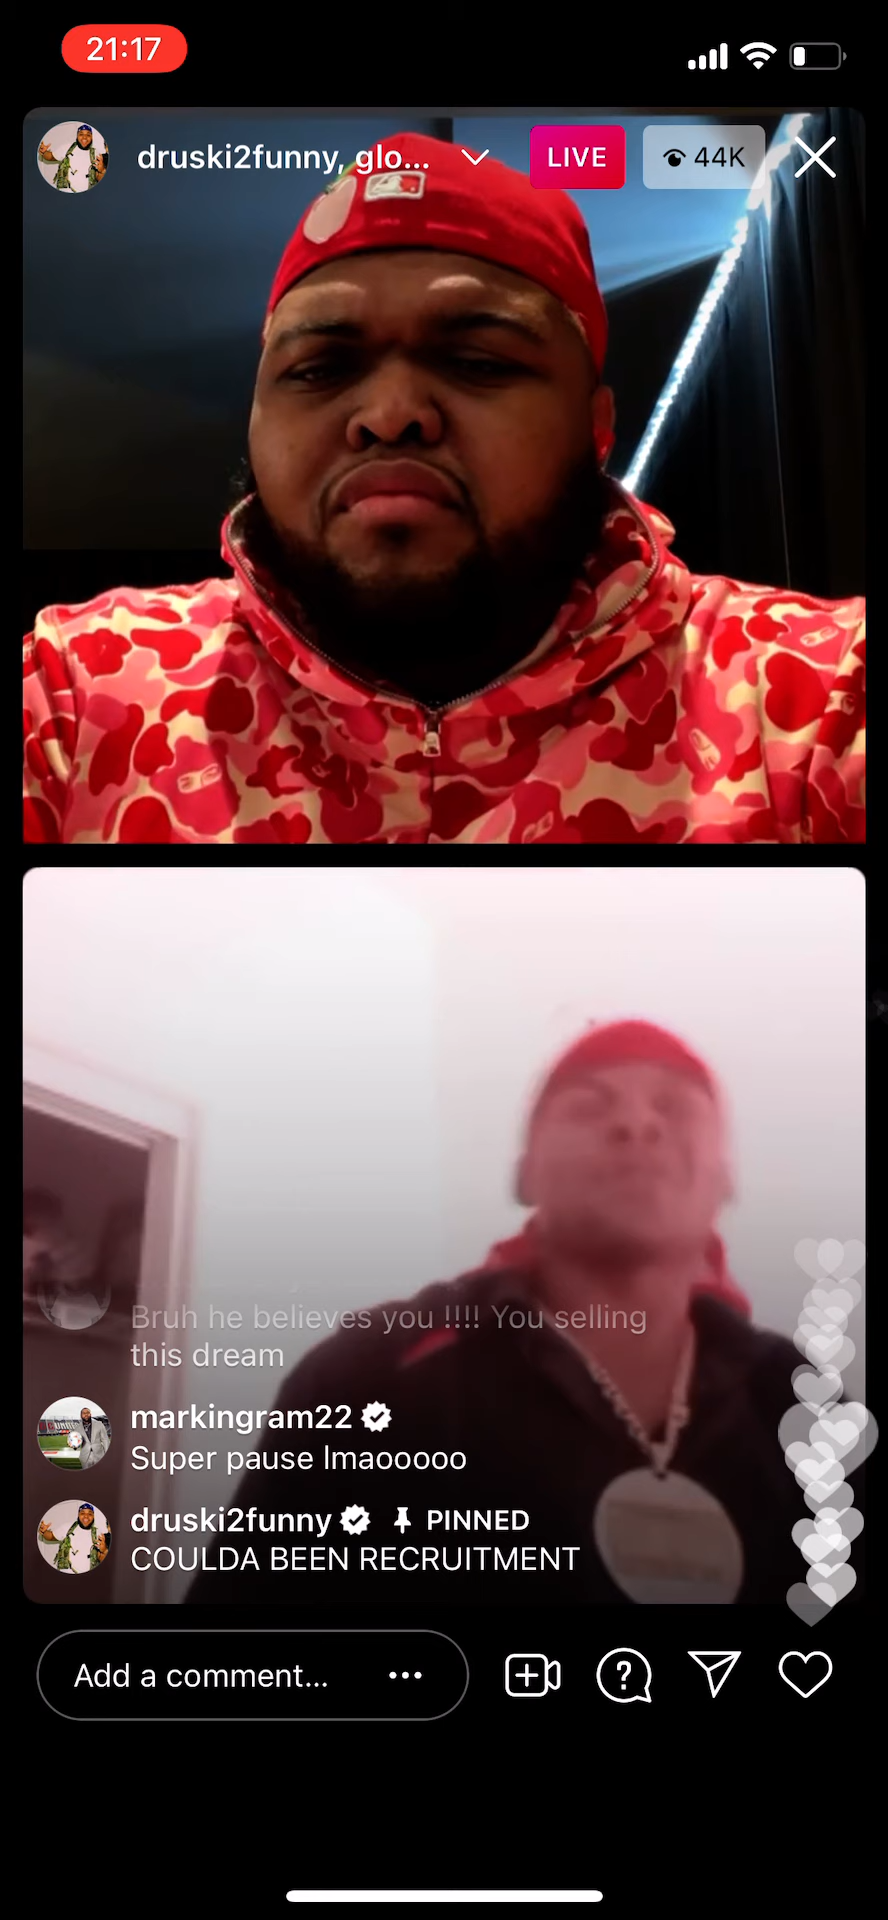 21:17
druski2funny, glo...
LIVE
44K
Bruh he believes you !!!! You selling
this dream
markingram22
Super pause lmaooooo
druski2funny PINNED
COULDA BEEN RECRUITMENT
Add a comment...